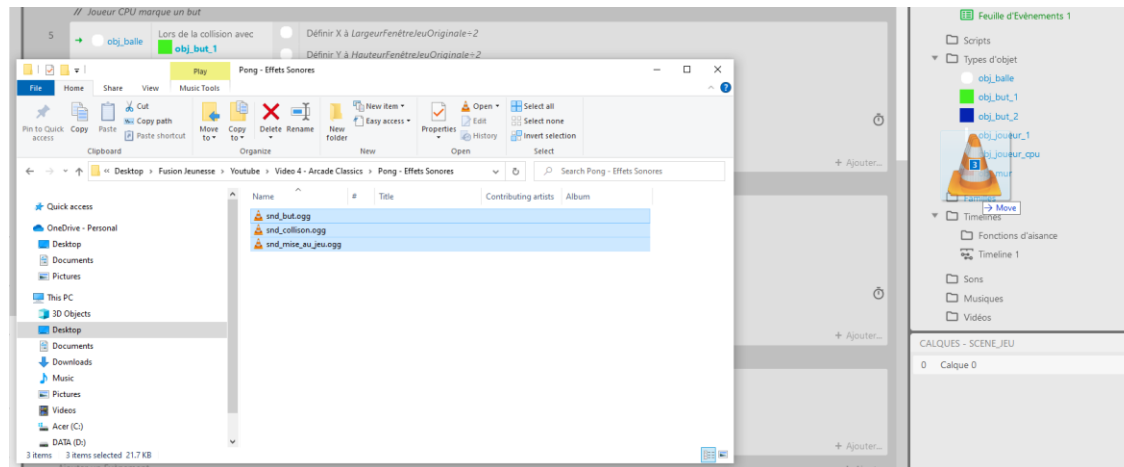 // Joueur CPU marque un but
5
obj_balle
Lors de la collision avec
obj_but_1
Définir X à LargeurFenêtreJeuOriginale÷2
Définir Y à HauteurFenêtreJeuOriginale÷2
Play
Pong - Effets Sonores
File
Home
Share
View
Music Tools
Pin to Quick access
Copy
Paste
Cut
Copy path
Paste shortcut
Move to
Copy to
Delete
Rename
New folder
New item
Easy access
Properties
Open
Edit
History
Select all
Select none
Invert selection
Clipboard
Organize
New
Open
Select
« Desktop > Fusion Jeunesse > Youtube > Video 4 - Arcade Classics > Pong - Effets Sonores
Search Pong - Effets Sonores
Name
#
Title
Contributing artists
Album
snd_but.ogg
snd_collison.ogg
snd_mise_au_jeu.ogg
Quick access
OneDrive - Personal
Desktop
Documents
Pictures
This PC
3D Objects
Desktop
Documents
Downloads
Music
Pictures
Videos
Acer (C:)
DATA (D:)
3 items
3 items selected 21.7 KB
+ Ajouter...
+ Ajouter...
+ Ajouter...
Feuille d'Evénements 1
Scripts
Types d'objet
obj_balle
obj_but_1
obj_but_2
obj_joueur_1
obj_joueur_cpu
mur
3
→ Move
Timelines
Fonctions d'aisance
Timeline 1
Sons
Musiques
Vidéos
CALQUES - SCENE_JEU
0 Calque 0